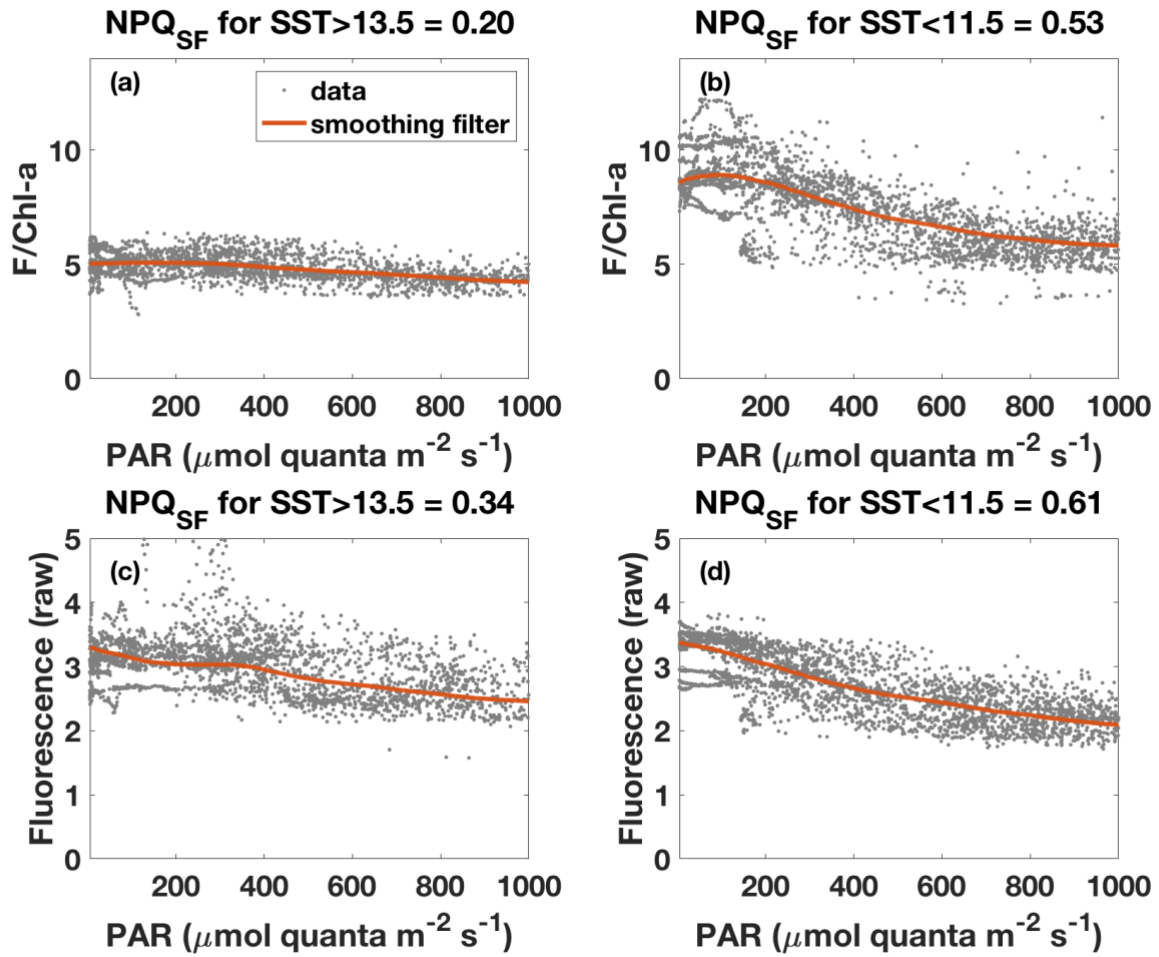 NPQSF for SST>13.5 = 0.20
(a)
data
smoothing filter
10
5
0
F/Chl-a
200 400 600 800 1000
PAR (μmol quanta m-2 s-1)
NPQSF for SST<11.5 = 0.53
(b)
10
5
0
F/Chl-a
200 400 600 800 1000
PAR (μmol quanta m-2 s-1)
NPQSF for SST>13.5 = 0.34
(c)
5
4
3
2
1
0
Fluorescence (raw)
200 400 600 800 1000
PAR (μmol quanta m-2 s-1)
NPQSF for SST<11.5 = 0.61
(d)
5
4
3
2
1
0
Fluorescence (raw)
200 400 600 800 1000
PAR (μmol quanta m-2 s-1)